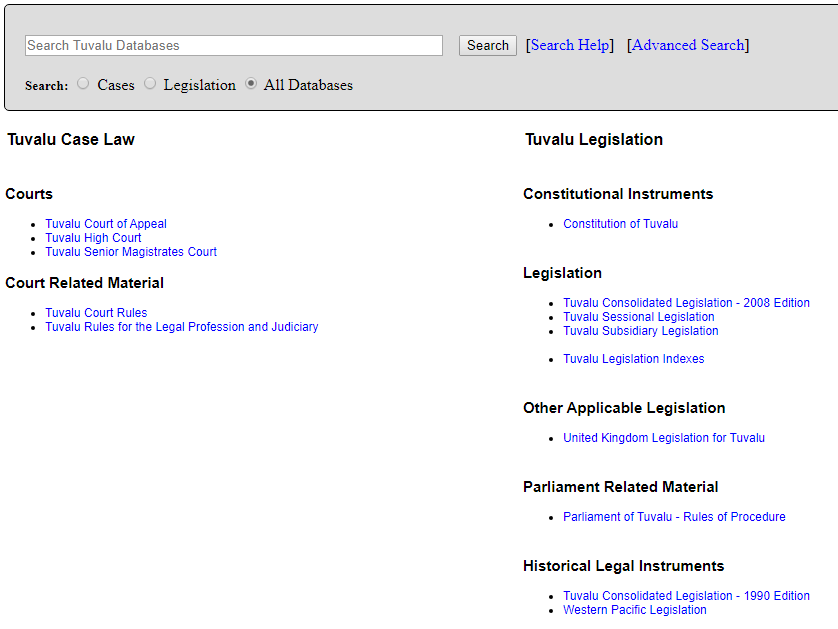 Search Tuvalu Databases Search [Search Help] [Advanced Search]
Search: Cases Legislation All Databases
Tuvalu Case Law
Courts
Tuvalu Court of Appeal
Tuvalu High Court
Tuvalu Senior Magistrates Court
Court Related Material
Tuvalu Court Rules
Tuvalu Rules for the Legal Profession and Judiciary
Tuvalu Legislation
Constitutional Instruments
Constitution of Tuvalu
Legislation
Tuvalu Consolidated Legislation - 2008 Edition
Tuvalu Sessional Legislation
Tuvalu Subsidiary Legislation
Tuvalu Legislation Indexes
Other Applicable Legislation
United Kingdom Legislation for Tuvalu
Parliament Related Material
Parliament of Tuvalu - Rules of Procedure
Historical Legal Instruments
Tuvalu Consolidated Legislation - 1990 Edition
Western Pacific Legislation